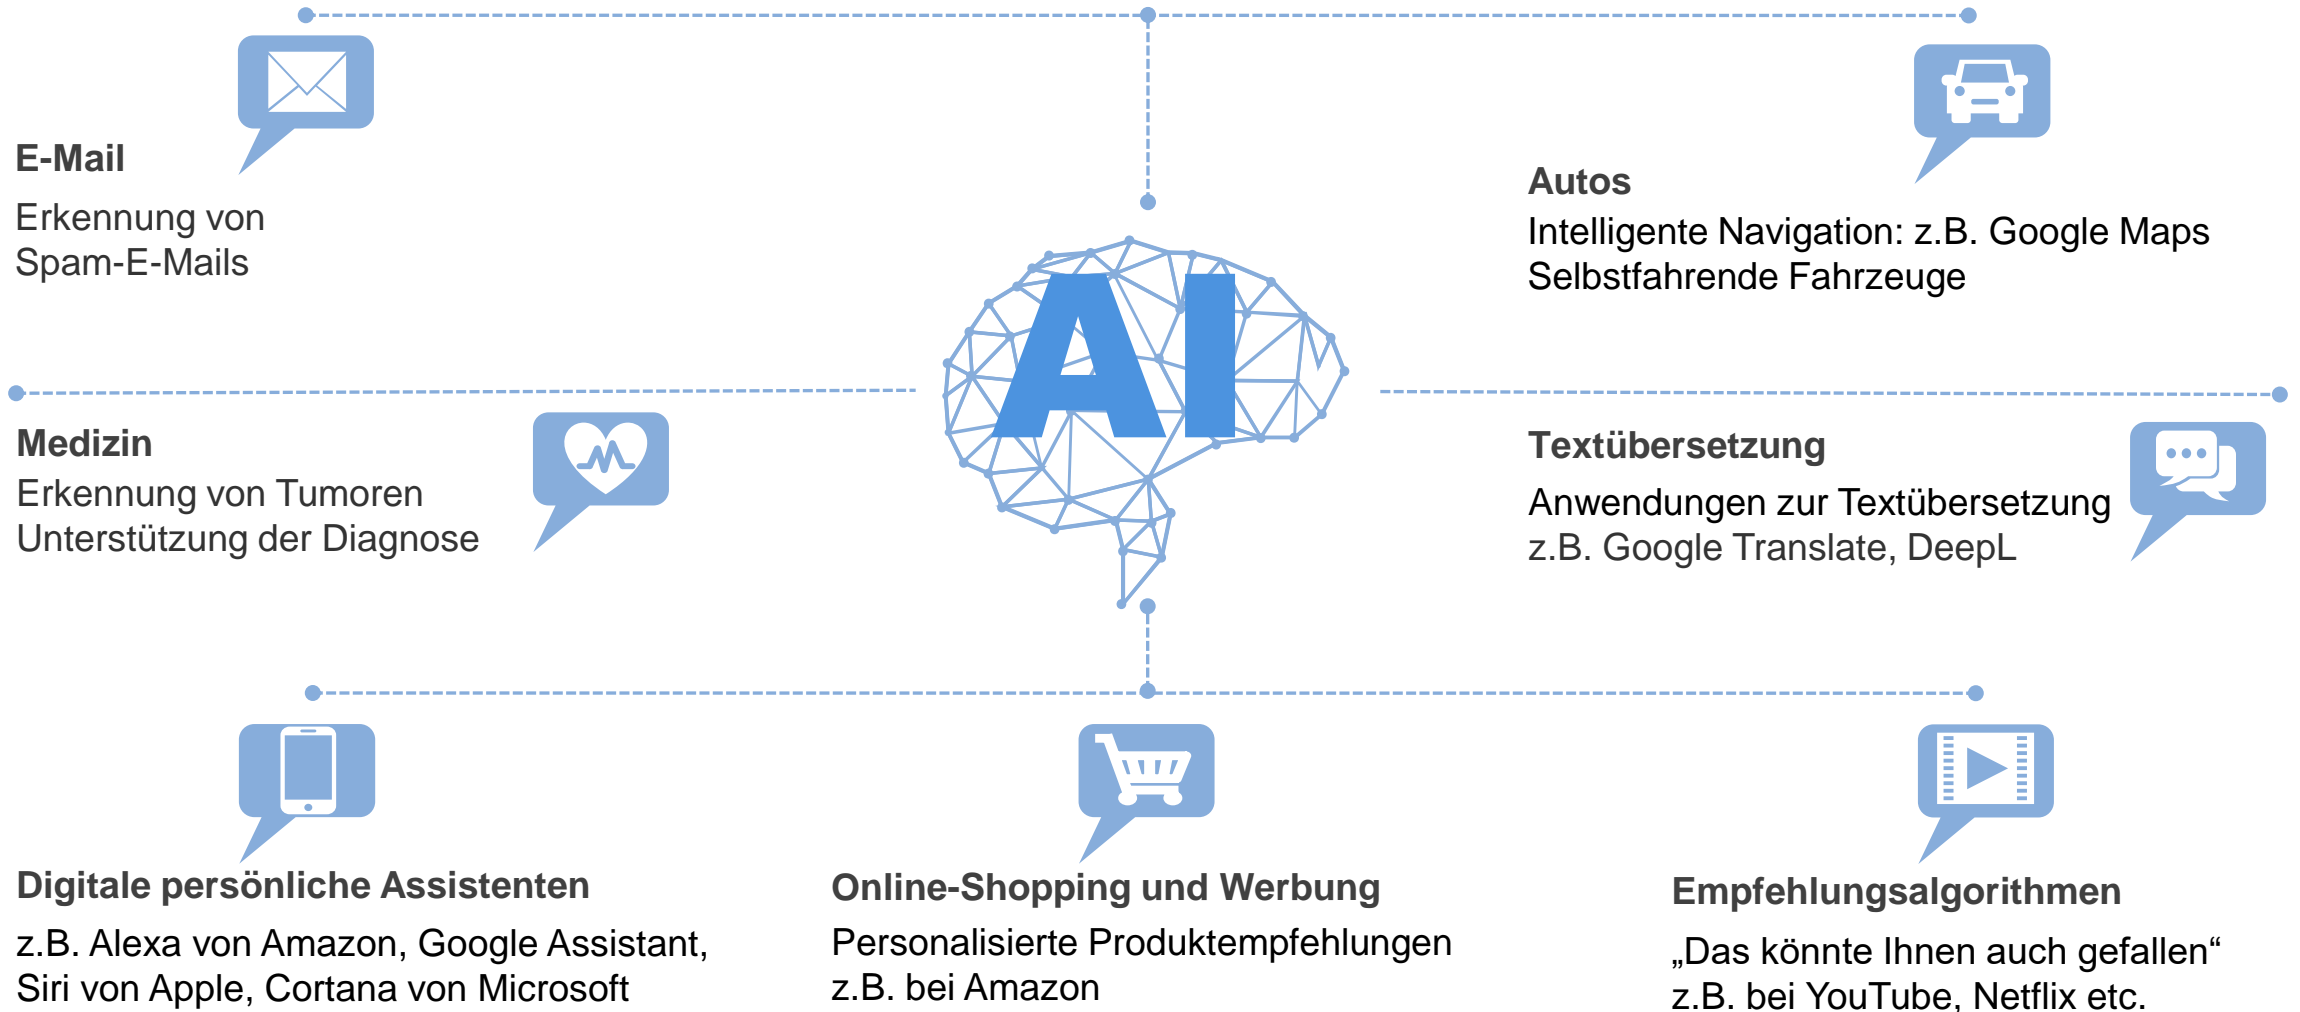 E-Mail
Erkennung von
Spam-E-Mails
Autos
Intelligente Navigation: z.B. Google Maps
Selbstfahrende Fahrzeuge
AI
Medizin
Erkennung von Tumoren
Unterstützung der Diagnose
Textübersetzung
Anwendungen zur Textübersetzung
z.B. Google Translate, DeepL
Digitale persönliche Assistenten
z.B. Alexa von Amazon, Google Assistant,
Siri von Apple, Cortana von Microsoft
Online-Shopping und Werbung
Personalisierte Produktempfehlungen
z.B. bei Amazon
Empfehlungsalgorithmen
„Das könnte Ihnen auch gefallen“
z.B. bei YouTube, Netflix etc.